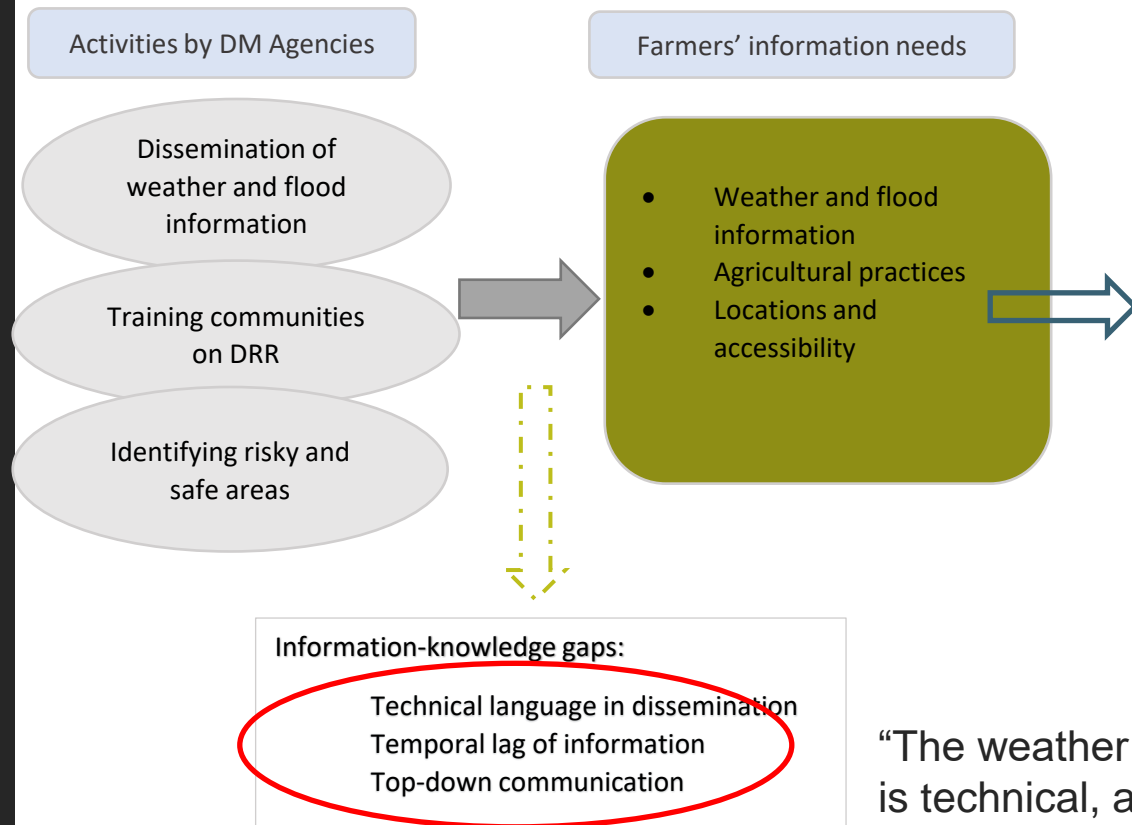 Activities by DM Agencies
Farmers’ information needs
Dissemination of
weather and flood
information
Training communities
on DRR
Identifying risky and
safe areas
• Weather and flood
information
• Agricultural practices
• Locations and
accessibility
Information-knowledge gaps:
Technical language in dissemination
Temporal lag of information
Top-down communication
“The weather
is technical, a